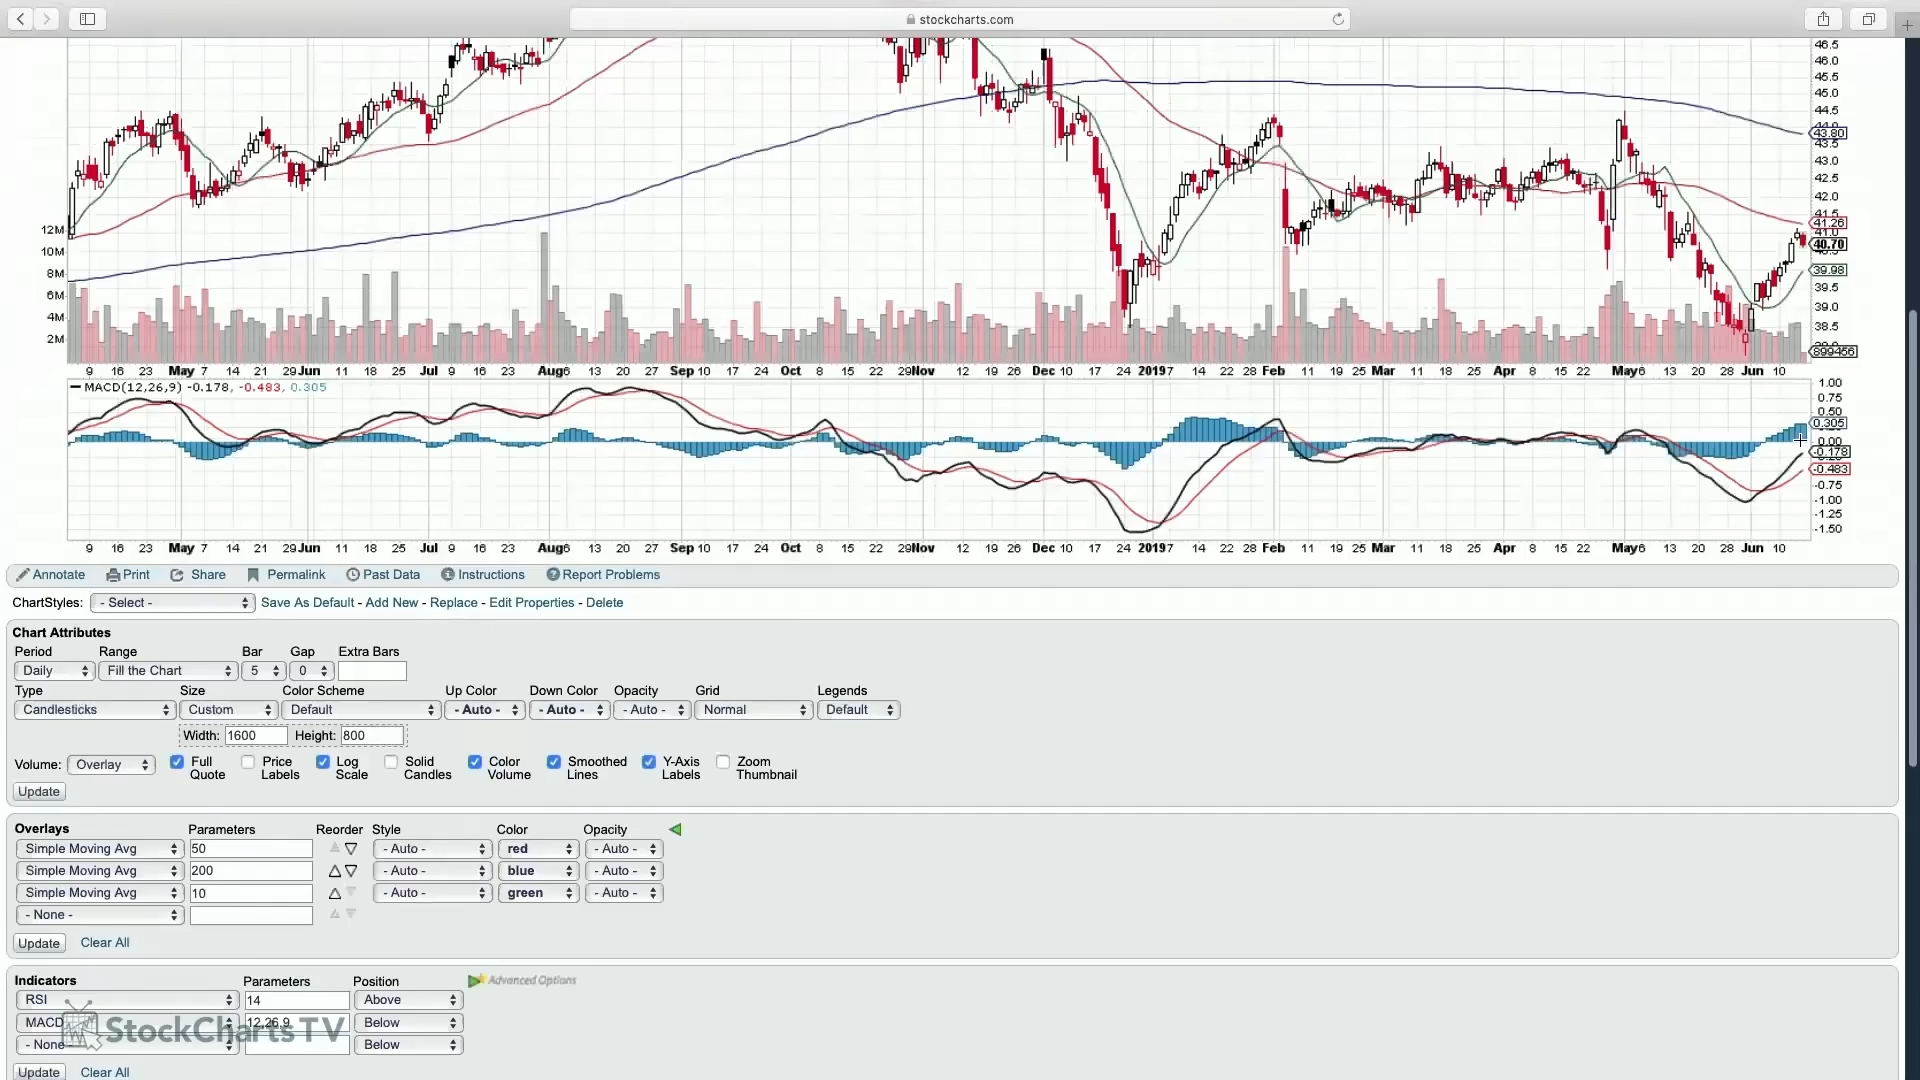 stockcharts.com
46.5
46.0
45.5
45.0
44.5
43.80
43.5
43.0
42.5
42.0
41.5
41.26
41.0
40.70
39.98
39.5
39.0
38.5
899456
12M
10M
8M
6M
4M
2M
9 16 23 May 7 14 21 29 Jun 11 18 25 Jul 9 16 23 Aug 6 13 20 27 Sep 10 17 24 Oct 8 15 22 29 Nov 12 19 26 Dec 10 17 24 2019 7 14 22 28 Feb 11 19 25 Mar 11 18 25 Apr 8 15 22 May 6 13 20 28 Jun 10
MACD(12,26,9) -0.178, -0.483, 0.305
1.00
0.75
0.50
0.305
0.00
-0.178
-0.483
-0.75
-1.00
-1.25
-1.50
9 16 23 May 7 14 21 29 Jun 11 18 25 Jul 9 16 23 Aug 6 13 20 27 Sep 10 17 24 Oct 8 15 22 29 Nov 12 19 26 Dec 10 17 24 2019 7 14 22 28 Feb 11 19 25 Mar 11 18 25 Apr 8 15 22 May 6 13 20 28 Jun 10
Annotate Print Share Permalink Past Data Instructions Report Problems
ChartStyles: - Select - Save As Default - Add New - Replace - Edit Properties - Delete
Chart Attributes
Period Range Bar Gap Extra Bars
Daily Fill the Chart 5 0
Type Size Color Scheme Up Color Down Color Opacity Grid Legends
Candlesticks Custom Default - Auto - - Auto - - Auto - Normal Default
Width: 1600 Height: 800
Volume: Overlay Full Quote Price Labels Log Scale Solid Candles Color Volume Smoothed Lines Y-Axis Labels Zoom Thumbnail
Update
Overlays Parameters Reorder Style Color Opacity
Simple Moving Avg 50 - Auto - red - Auto -
Simple Moving Avg 200 - Auto - blue - Auto -
Simple Moving Avg 10 - Auto - green - Auto -
- None -
Update Clear All
Indicators Parameters Position Advanced Options
RSI 14 Above
MACD 12,26,9 Below
StockCharts TV
- None - Below
Update Clear All